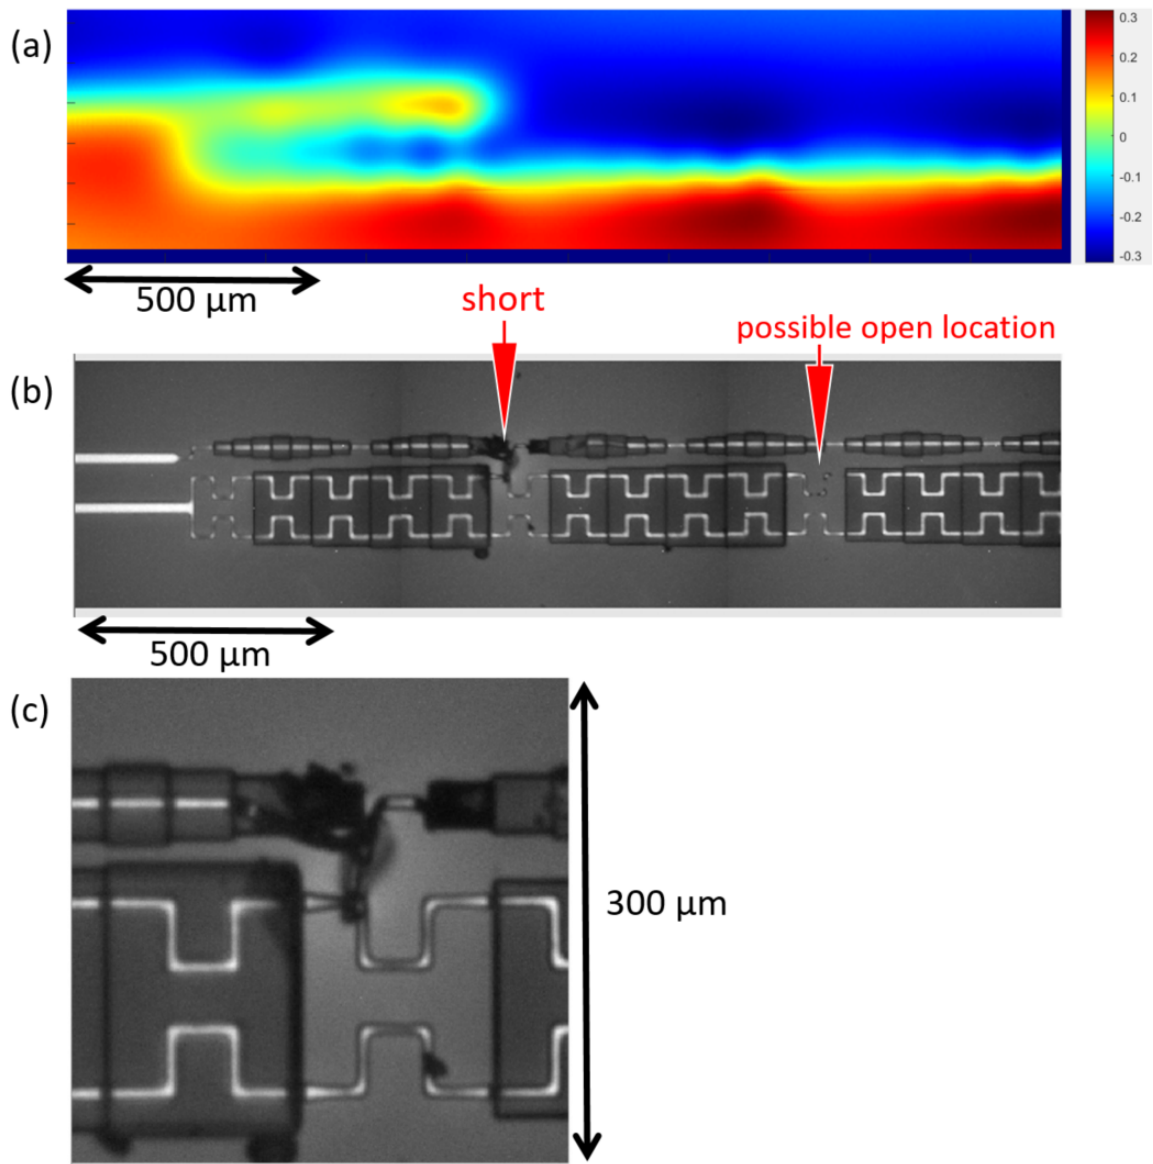 (a)
0.3
0.2
0.1
0
-0.1
-0.2
-0.3
500 μm
short
possible open location
(b)
500 μm
(c)
300 μm